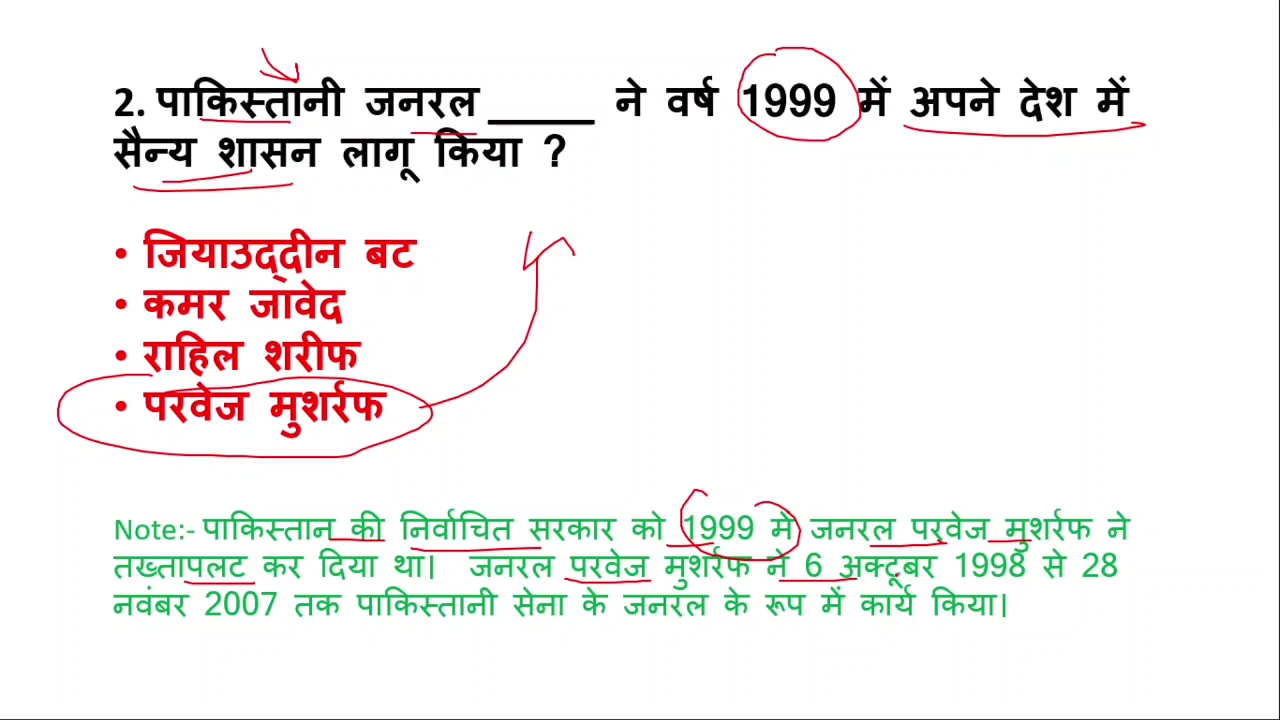 2. पाकिस्तानी जनरल _____ ने वर्ष 1999 में अपने देश में
सैन्य शासन लागू किया ?
• जियाउद्दीन बट
• कमर जावेद
• राहिल शरीफ
• परवेज मुशर्रफ
Note:- पाकिस्तान की निर्वाचित सरकार को 1999 में जनरल परवेज मुशर्रफ ने
तख्तापलट कर दिया था। जनरल परवेज मुशर्रफ ने 6 अक्टूबर 1998 से 28
नवंबर 2007 तक पाकिस्तानी सेना के जनरल के रूप में कार्य किया।